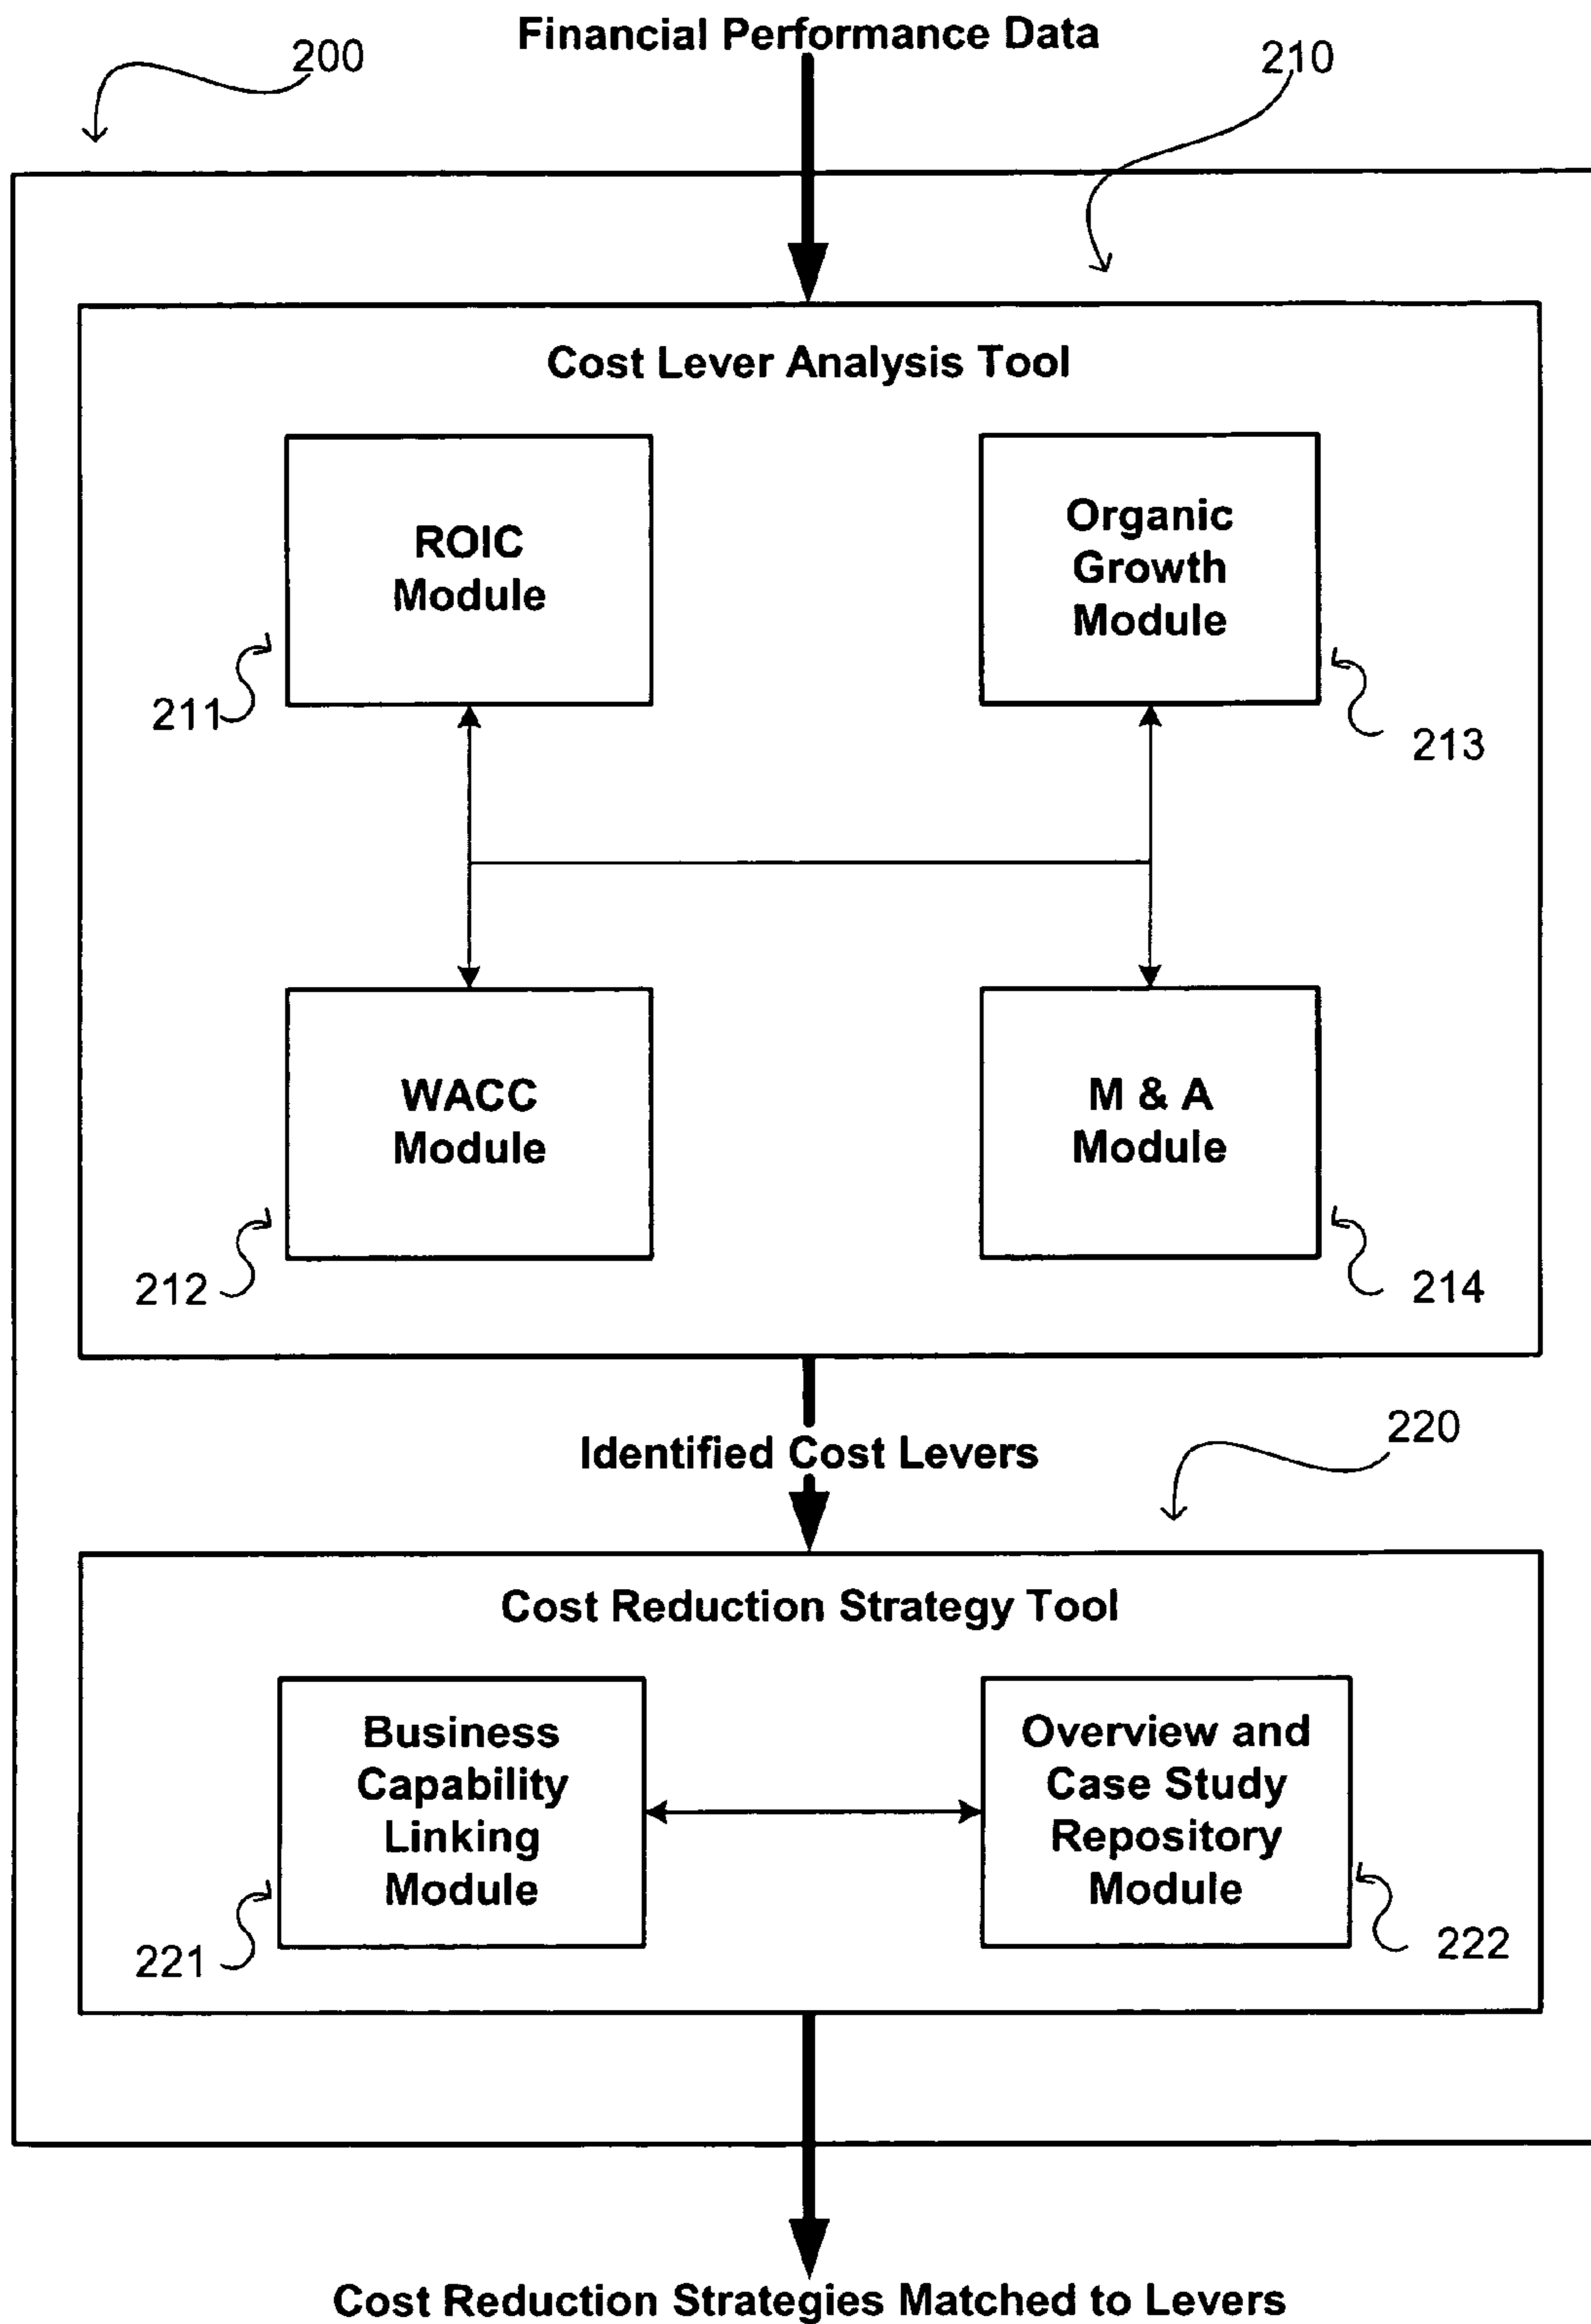 Financial Performance Data
200
210
Cost Lever Analysis Tool
ROIC
Module
Organic
Growth
Module
211
213
WACC
Module
M & A
Module
212
214
Identified Cost Levers
220
Cost Reduction Strategy Tool
Business
Capability
Linking
Module
Overview and
Case Study
Repository
Module
221
222
Cost Reduction Strategies Matched to Levers